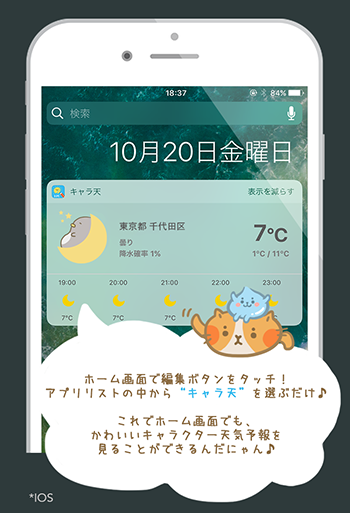 18:37
84%
検索
10月20日金曜日
キャラ天
表示を減らす
東京都 千代田区
曇り
降水確率 1%
7℃
1℃ / 11℃
19:00 20:00 21:00 22:00 23:00
7℃ 7℃
ホーム画面で編集ボタンをタッチ！
アプリリストの中から“キャラ天”を選ぶだけ♪
これでホーム画面でも、
かわいいキャラクター天気予報を
見ることができるんだにゃん♪
*IOS